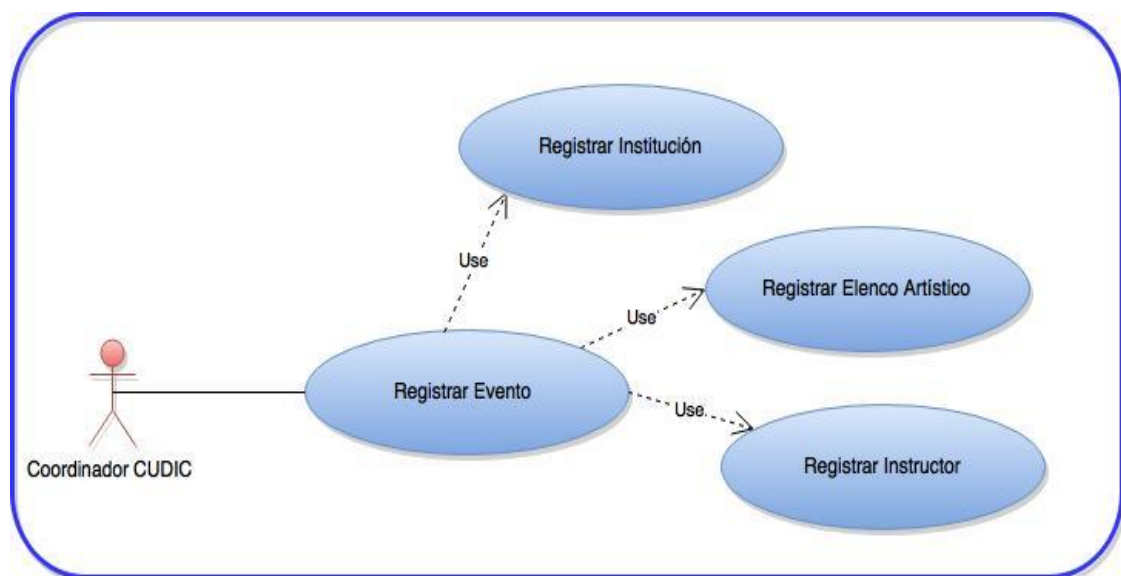 Registrar Institución
Use
Registrar Elenco Artístico
Use
Registrar Evento
Use
Registrar Instructor
Coordinador CUDIC